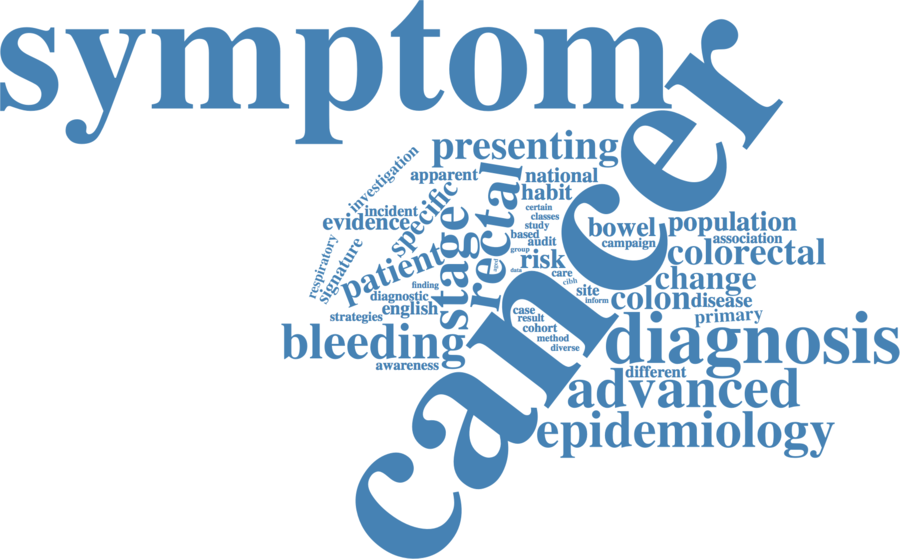 symptom
cancer
presenting
investigation
apparent
national
habit
specific
rectal
certain
classes
study
incident
evidence
stage
based
audit
group
bowel
population
campaign
association
colorectal
respiratory
signature
patient
risk
data
care
cibh
change
finding
diagnostic
english
site
inform
colon
disease
primary
strategies
case
result
cohort
method
diverse
bleeding
awareness
diagnosis
different
advanced
epidemiology